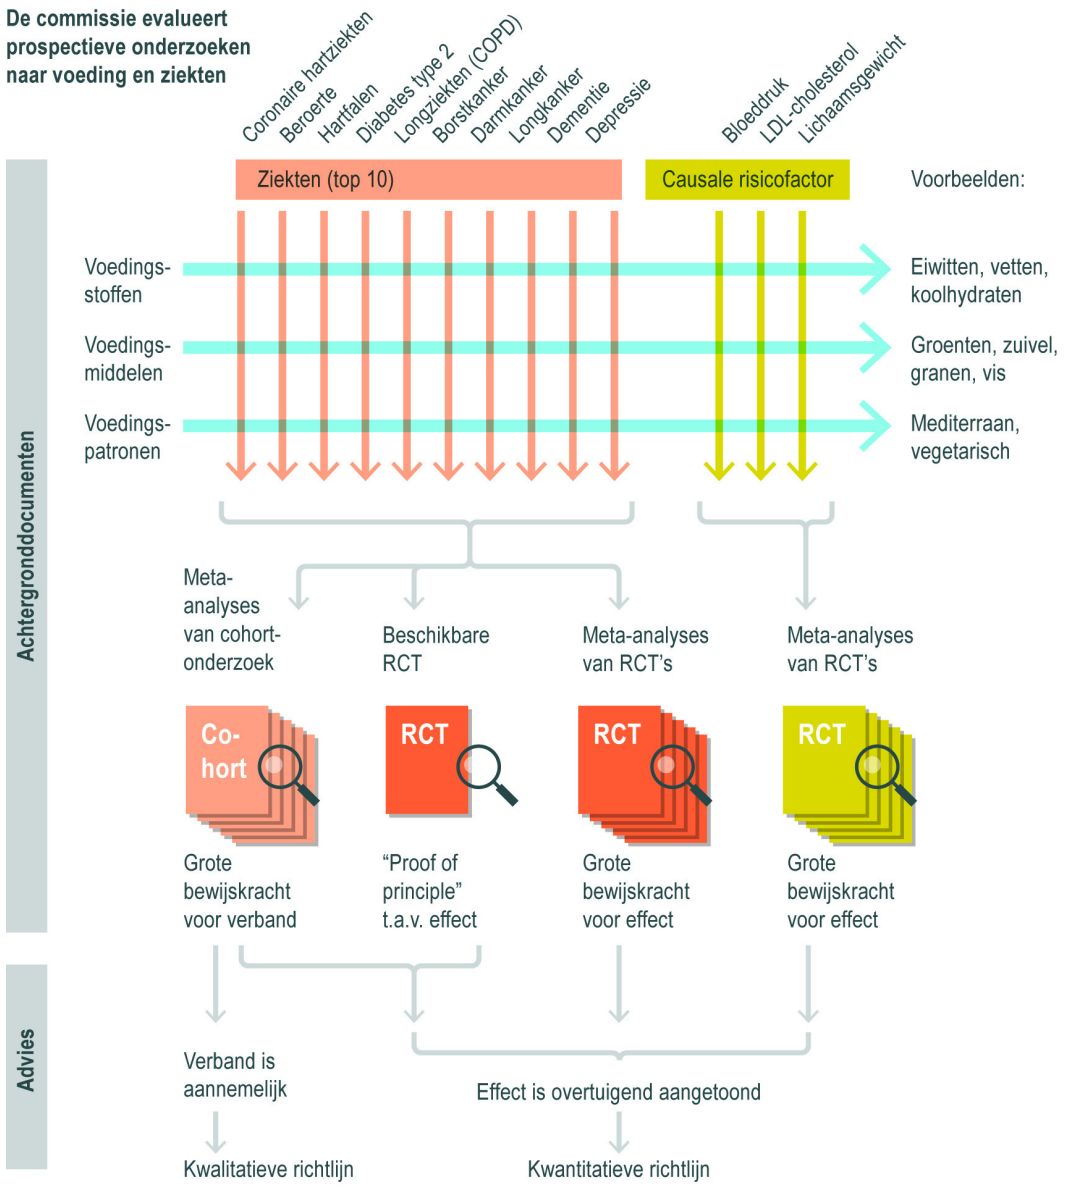 De commissie evalueert
prospectieve onderzoeken
naar voeding en ziekten
Coronaire hartziekten
Beroerte
Hartfalen
Diabetes type 2
Longziekten (COPD)
Borstkanker
Darmkanker
Longkanker
Dementie
Depressie
Bloeddruk
LDL-cholesterol
Lichaamsgewicht
Ziekten (top 10)
Causale risicofactor
Voorbeelden:
Voedings-
stoffen
Eiwitten, vetten,
koolhydraten
Voedings-
middelen
Groenten, zuivel,
granen, vis
Voedings-
patronen
Mediterraan,
vegetarisch
Achtergronddocumenten
Meta-
analyses
van cohort-
onderzoek
Beschikbare
RCT
Meta-analyses
van RCT's
Meta-analyses
van RCT's
Co-
hort
RCT
RCT
RCT
Grote
bewijskracht
voor verband
“Proof of
principle”
t.a.v. effect
Grote
bewijskracht
voor effect
Grote
bewijskracht
voor effect
Advies
Verband is
aannemelijk
Effect is overtuigend aangetoond
Kwalitatieve richtlijn
Kwantitatieve richtlijn